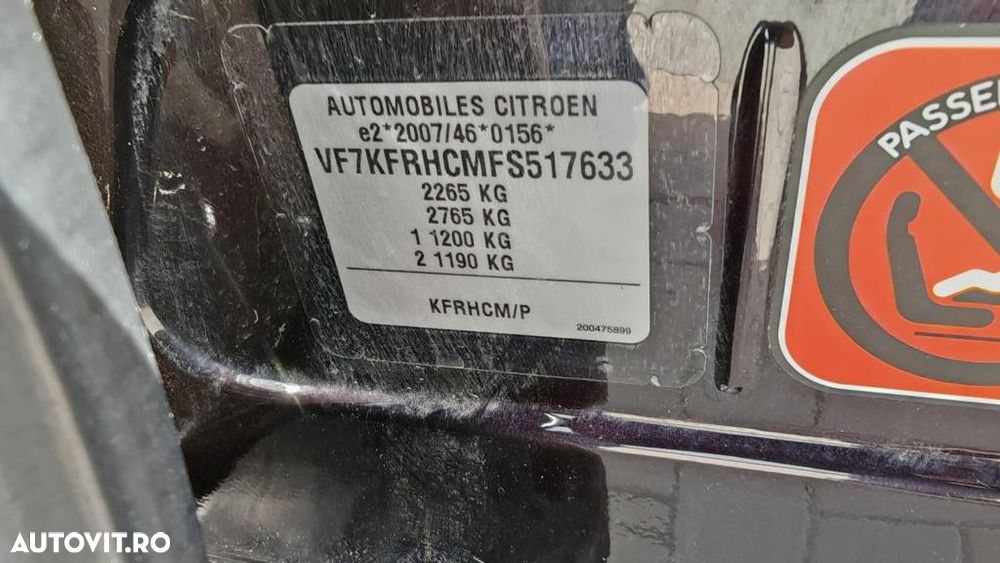 AUTOMOBILES CITROEN
e2*2007/46*0156*
VF7KFRHCMFS517633
2265 KG
2765 KG
1 1200 KG
2 1190 KG
KFRHCM/P
200475899
PASSE
AUTOVIT.RO